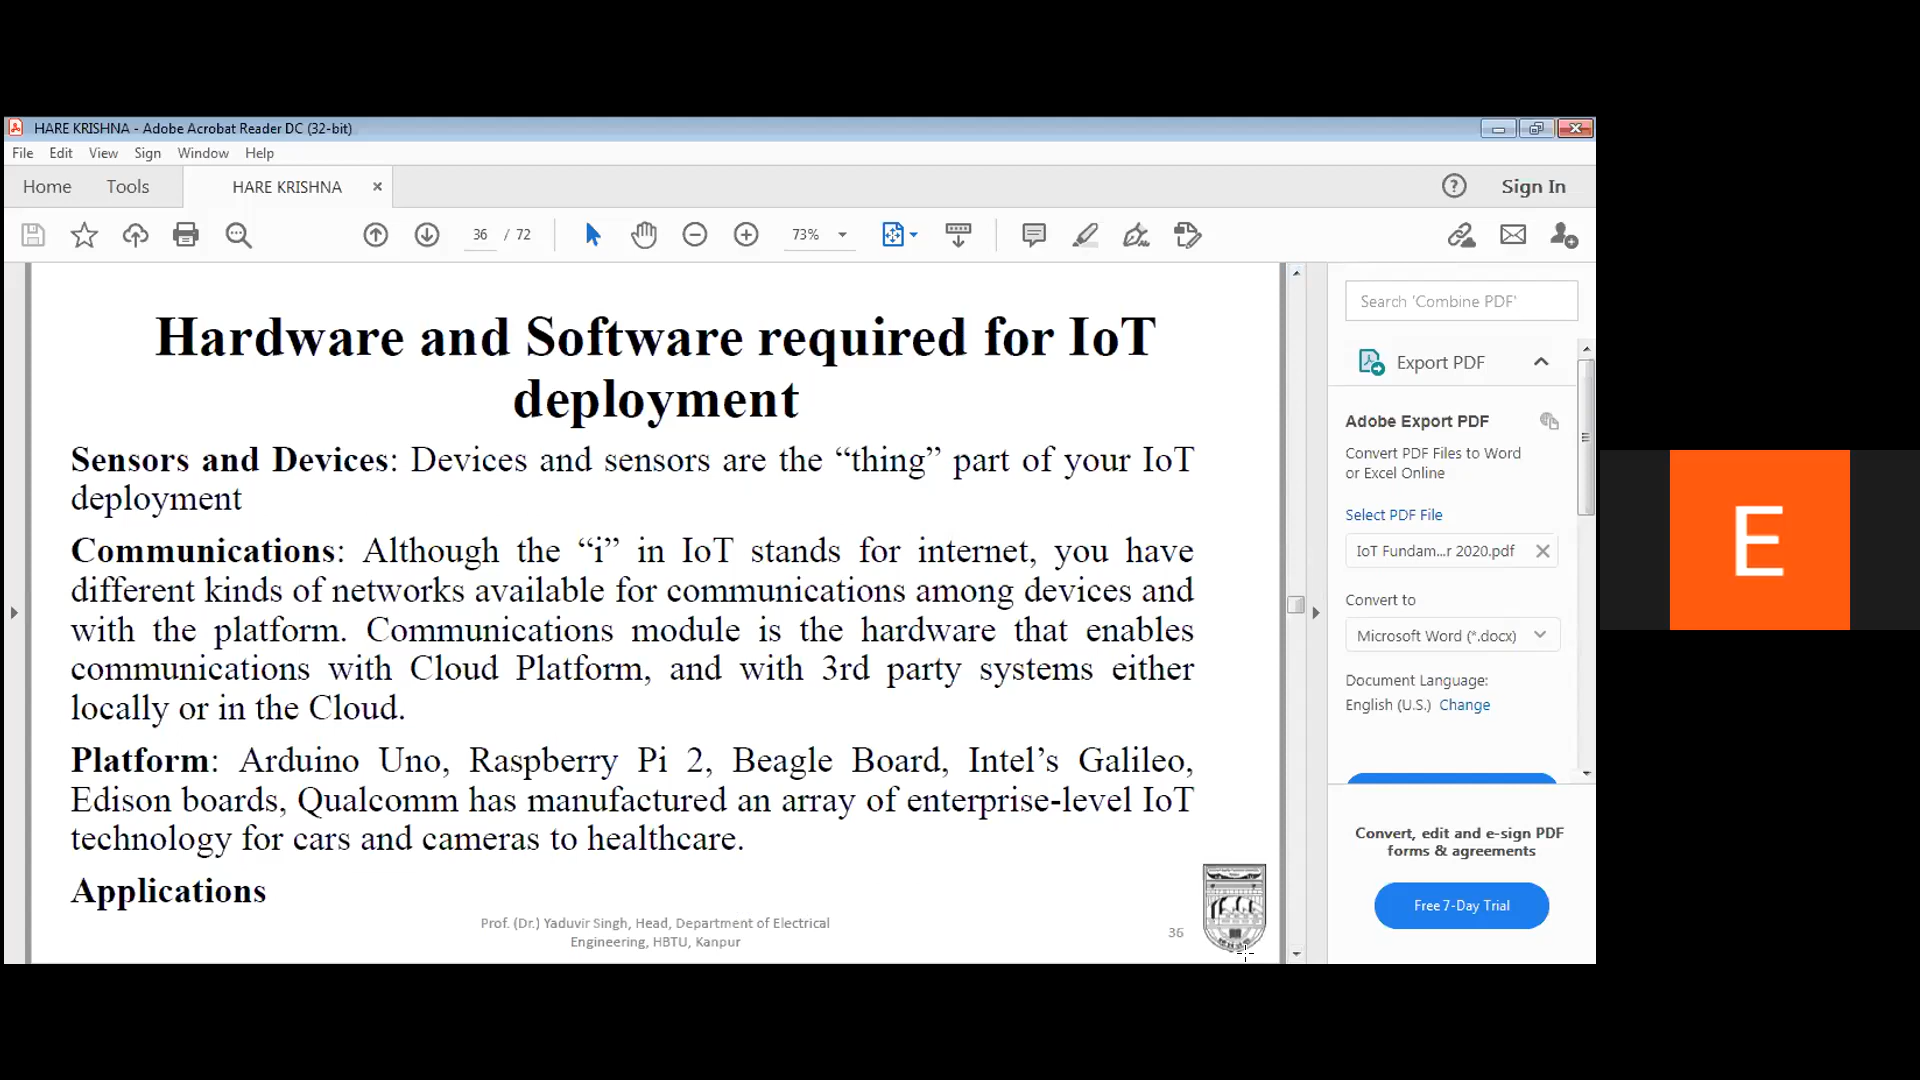 HARE KRISHNA - Adobe Acrobat Reader DC (32-bit)
File Edit View Sign Window Help
Home Tools HARE KRISHNA Sign In
36 / 72 73%
Hardware and Software required for IoT
deployment
Sensors and Devices: Devices and sensors are the “thing” part of your IoT
deployment
Communications: Although the “i” in IoT stands for internet, you have
different kinds of networks available for communications among devices and
with the platform. Communications module is the hardware that enables
communications with Cloud Platform, and with 3rd party systems either
locally or in the Cloud.
Platform: Arduino Uno, Raspberry Pi 2, Beagle Board, Intel’s Galileo,
Edison boards, Qualcomm has manufactured an array of enterprise-level IoT
technology for cars and cameras to healthcare.
Applications
Prof. (Dr.) Yaduvir Singh, Head, Department of Electrical
Engineering, HBTU, Kanpur
36
Search 'Combine PDF'
Export PDF
Adobe Export PDF
Convert PDF Files to Word
or Excel Online
Select PDF File
IoT Fundam...r 2020.pdf
Convert to
Microsoft Word (*.docx)
Document Language:
English (U.S.) Change
Convert, edit and e-sign PDF
forms & agreements
Free 7-Day Trial
E